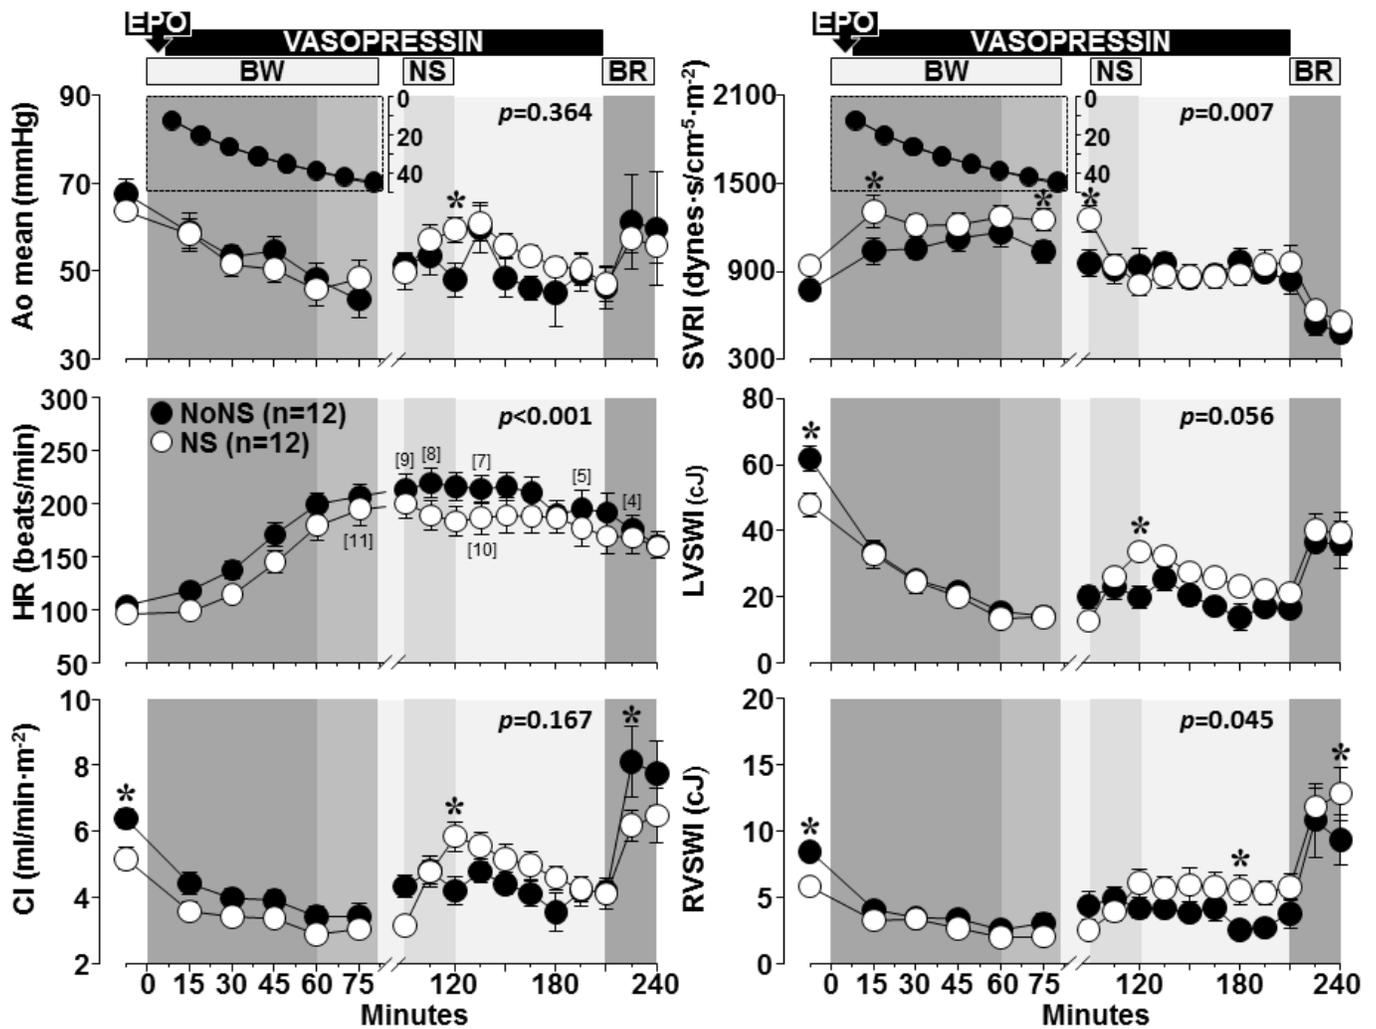 EPO EPO
VASOPRESSIN VASOPRESSIN
BW NS BR BW NS BR
Ao mean (mmHg)
90
70
50
30
0
20
40
p=0.364
*
SVRI (dynes·s/cm-5·m-2)
2100
1500
900
300
0
20
40
p=0.007
* * *
HR (beats/min)
300
250
200
150
100
50
NoNS (n=12)
NS (n=12)
p<0.001
[9] [8] [7] [5] [4]
[11] [10]
LVSWI (cJ)
80
60
40
20
0
p=0.056
* *
CI (ml/min·m-2)
10
8
6
4
2
p=0.167
* * *
0 15 30 45 60 75 120 180 240
Minutes
RVSWI (cJ)
20
15
10
5
0
p=0.045
* * *
0 15 30 45 60 75 120 180 240
Minutes